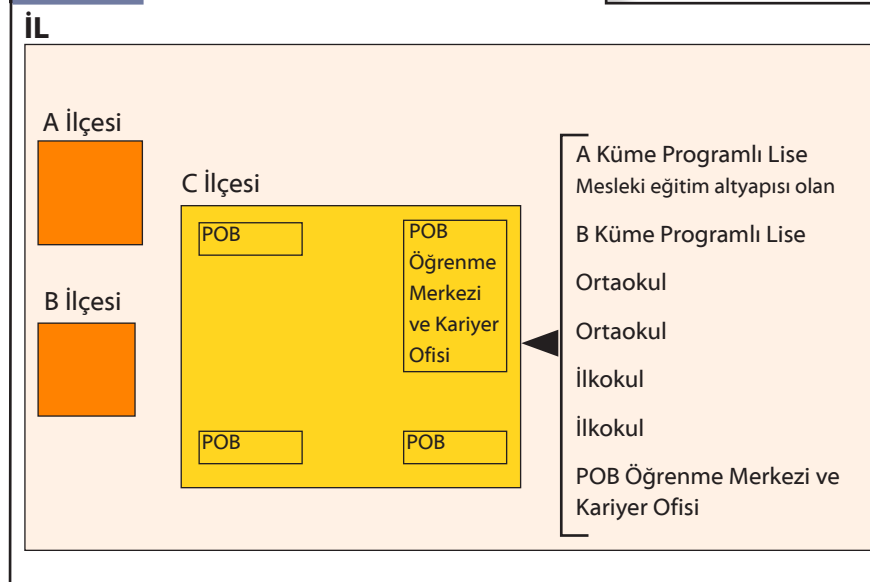 İL
A İlçesi
B İlçesi
C İlçesi
POB
POB
Öğrenme
Merkezi
ve Kariyer
Ofisi
POB
POB
A Küme Programlı Lise
Mesleki eğitim altyapısı olan
B Küme Programlı Lise
Ortaokul
Ortaokul
İlkokul
İlkokul
POB Öğrenme Merkezi ve
Kariyer Ofisi